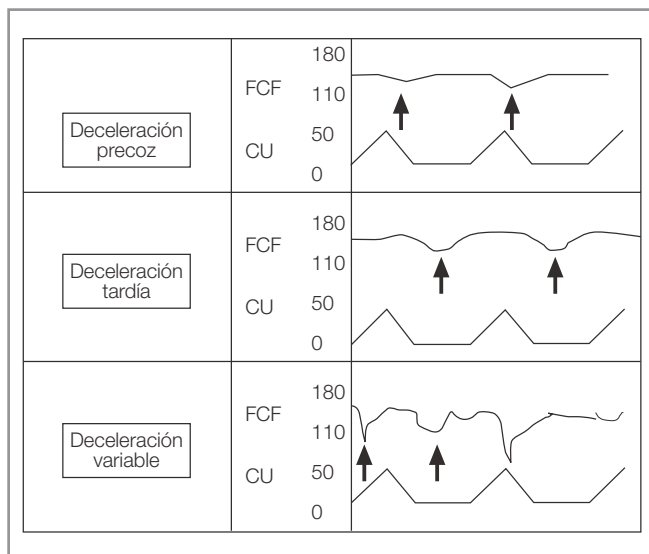 180
FCF
110
Deceleración
precoz
50
CU
0
180
FCF
110
Deceleración
tardía
50
CU
0
180
FCF
110
Deceleración
variable
50
CU
0